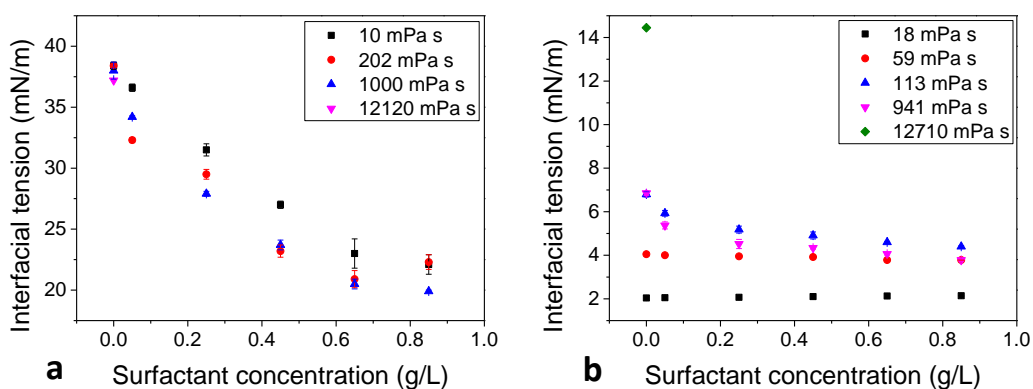 40
35
30
25
20
Interfacial tension (mN/m)
10 mPa s
202 mPa s
1000 mPa s
12120 mPa s
0.0 0.2 0.4 0.6 0.8 1.0
a
Surfactant concentration (g/L)
14
12
10
8
6
4
2
Interfacial tension (mN/m)
18 mPa s
59 mPa s
113 mPa s
941 mPa s
12710 mPa s
0.0 0.2 0.4 0.6 0.8 1.0
b
Surfactant concentration (g/L)